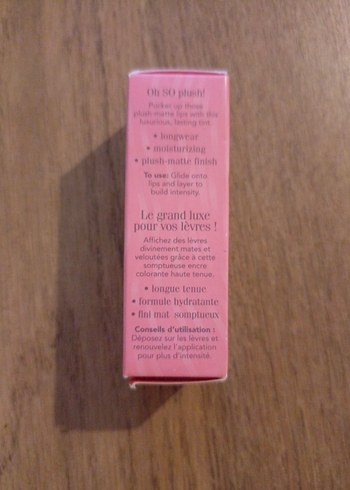 Oh SO plush!
Pucker up those
plush-matte lips with this
luxurious, lasting tint.
• longwear
• moisturizing
• plush-matte finish
To use: Glide onto
lips and layer to
build intensity.
Le grand luxe
pour vos lèvres !
Affichez des lèvres
divinement mates et
veloutées grâce à cette
somptueuse encre
colorante haute tenue.
• longue tenue
• formule hydratante
• fini mat somptueux
Conseils d'utilisation :
Déposez sur les lèvres et
renouvelez l'application
pour plus d'intensité.